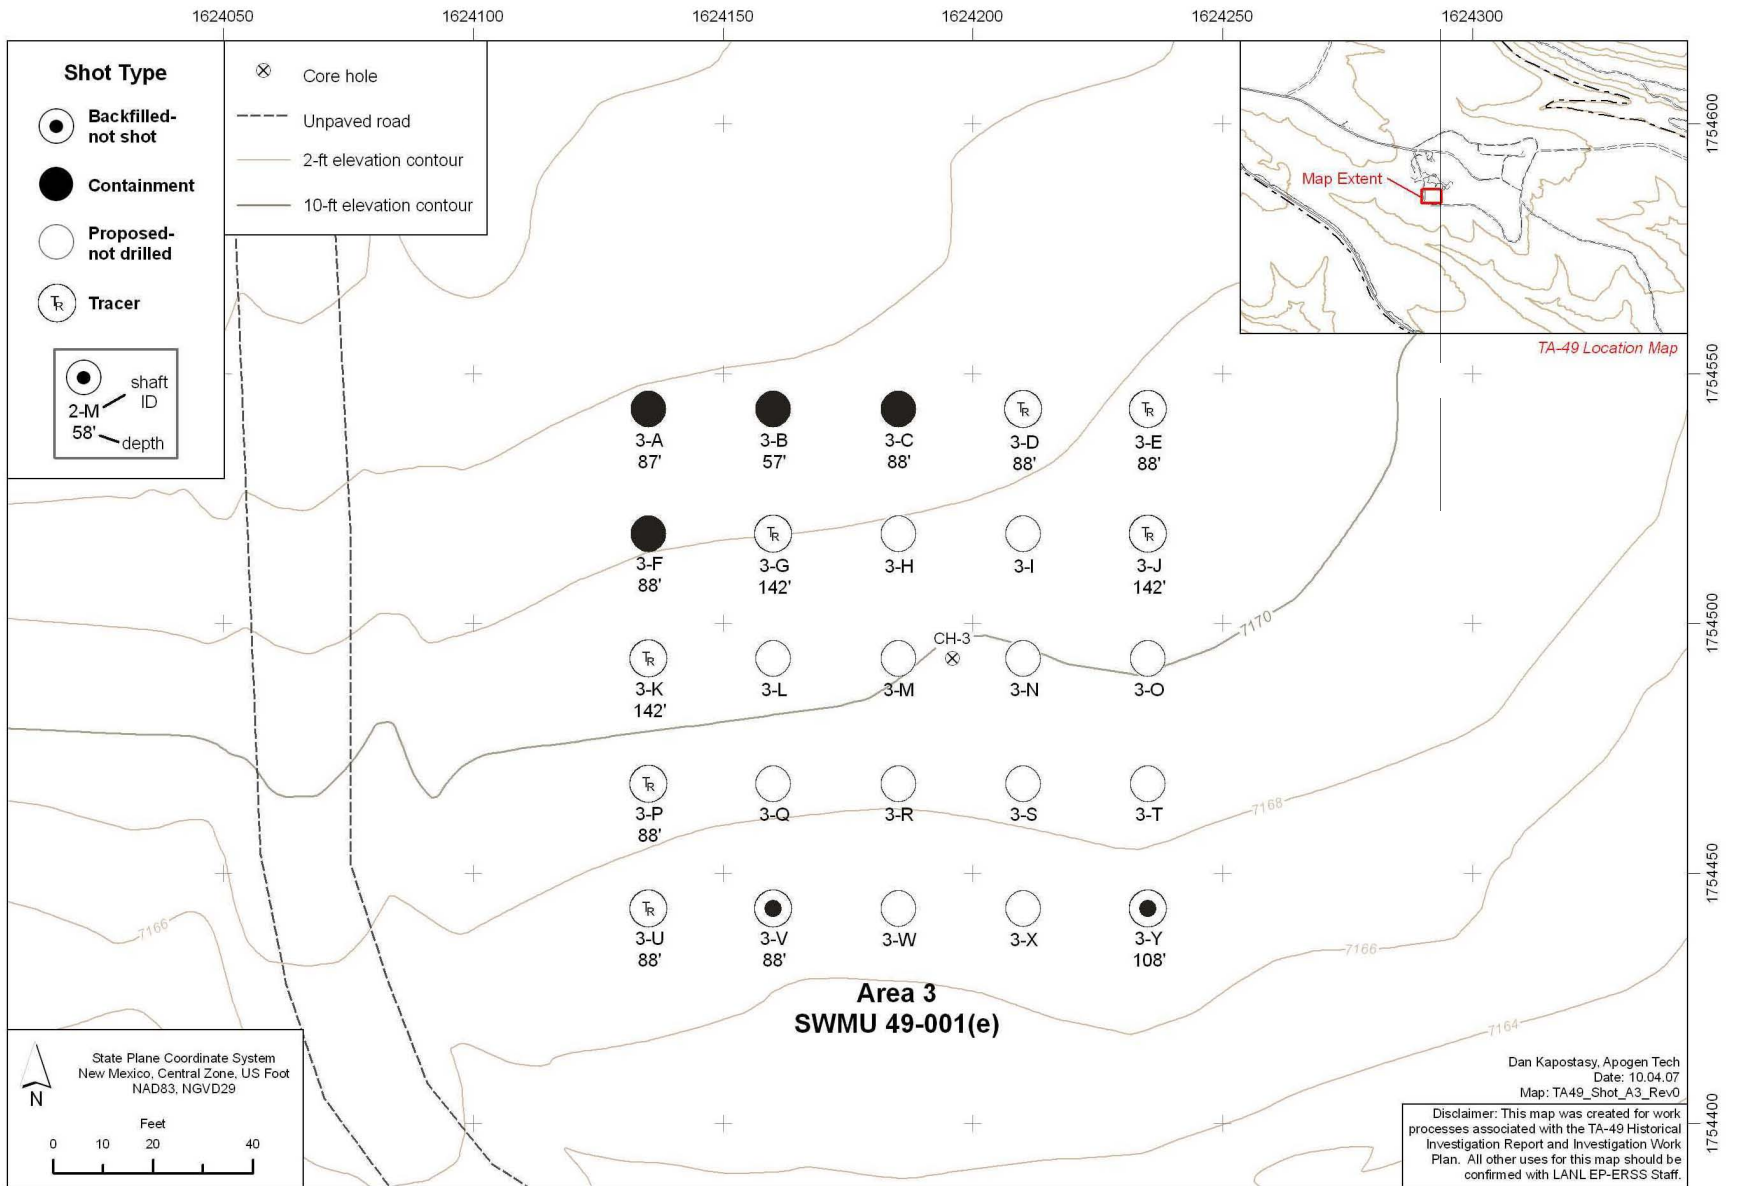 1624050 1624100 1624150 1624200 1624250 1624300
Shot Type
Backfilled-
not shot
Containment
Proposed-
not drilled
TR Tracer
shaft
ID
2-M
58'
depth
Core hole
Unpaved road
2-ft elevation contour
10-ft elevation contour
Map Extent
TA-49 Location Map
1754600
1754550
1754500
1754450
1754400
TR TR
3-A 3-B 3-C 3-D 3-E
87' 57' 88' 88' 88'
TR TR
3-F 3-G 3-H 3-I 3-J
88' 142' 142'
7170
CH-3
TR
3-K 3-L 3-M 3-N 3-O
142'
TR
7168
3-P 3-Q 3-R 3-S 3-T
88'
TR
7166
3-U 3-V 3-W 3-X 3-Y
88' 88' 108'
7166
Area 3
SWMU 49-001(e)
7164
State Plane Coordinate System
New Mexico, Central Zone, US Foot
NAD83, NGVD29
N
Feet
0 10 20 40
Dan Kapostasy, Apogen Tech
Date: 10.04.07
Map: TA49_Shot_A3_Rev0
Disclaimer: This map was created for work
processes associated with the TA-49 Historical
Investigation Report and Investigation Work
Plan. All other uses for this map should be
confirmed with LANL EP-ERSS Staff.